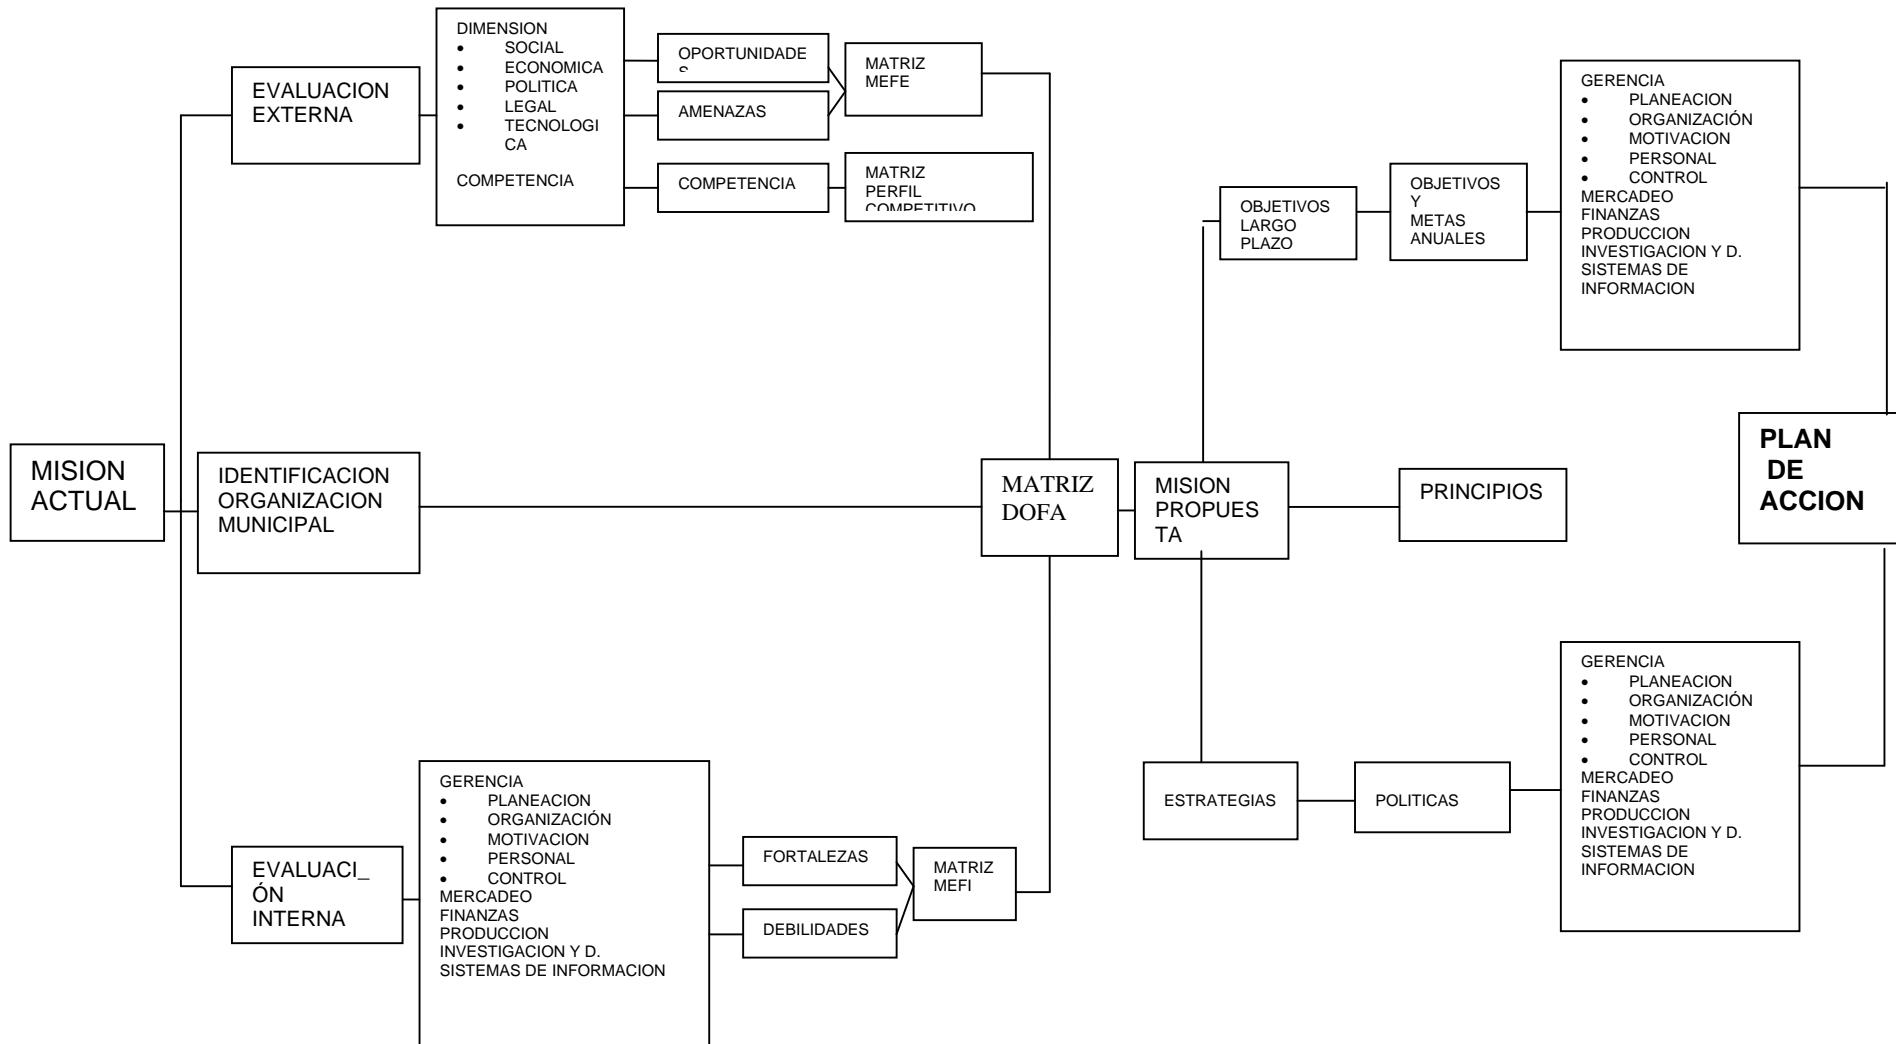 DIMENSION
• SOCIAL
• ECONOMICA
• POLITICA
• LEGAL
• TECNOLOGI
CA
COMPETENCIA
OPORTUNIDADE
AMENAZAS
COMPETENCIA
MATRIZ
MEFE
MATRIZ
PERFIL
COMPETITIVO
EVALUACION
EXTERNA
MISION
ACTUAL
IDENTIFICACION
ORGANIZACION
MUNICIPAL
EVALUACI_
ÓN
INTERNA
GERENCIA
• PLANEACION
• ORGANIZACIÓN
• MOTIVACION
• PERSONAL
• CONTROL
MERCADEO
FINANZAS
PRODUCCION
INVESTIGACION Y D.
SISTEMAS DE INFORMACION
FORTALEZAS
DEBILIDADES
MATRIZ
MEFI
MATRIZ
DOFA
MISION
PROPUES
TA
OBJETIVOS
LARGO
PLAZO
OBJETIVOS
Y
METAS
ANUALES
GERENCIA
• PLANEACION
• ORGANIZACIÓN
• MOTIVACION
• PERSONAL
• CONTROL
MERCADEO
FINANZAS
PRODUCCION
INVESTIGACION Y D.
SISTEMAS DE
INFORMACION
PRINCIPIOS
ESTRATEGIAS
POLITICAS
GERENCIA
• PLANEACION
• ORGANIZACIÓN
• MOTIVACION
• PERSONAL
• CONTROL
MERCADEO
FINANZAS
PRODUCCION
INVESTIGACION Y D.
SISTEMAS DE
INFORMACION
PLAN
DE
ACCION